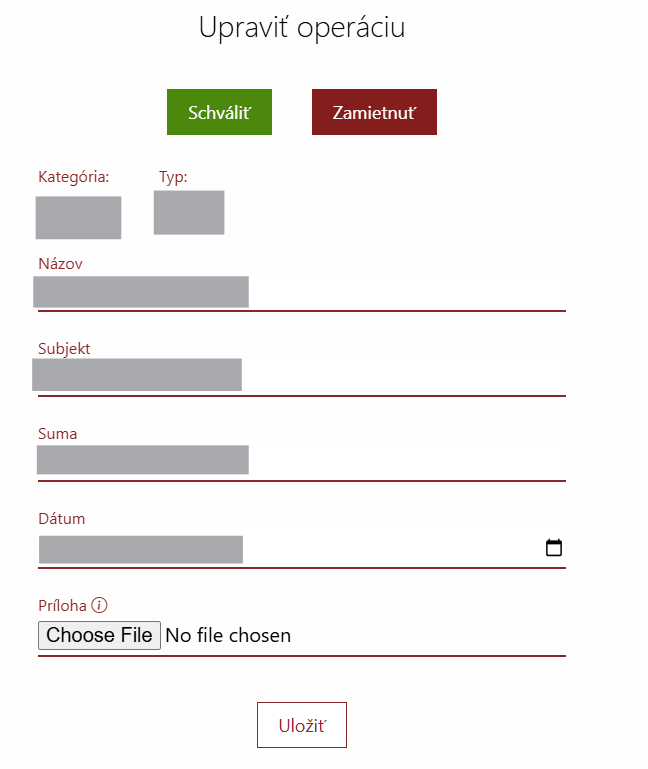 Upraviť operáciu
Schváliť Zamietnuť
Kategória: Typ:
Názov
Subjekt
Suma
Dátum
Príloha
Choose File No file chosen
Uložiť